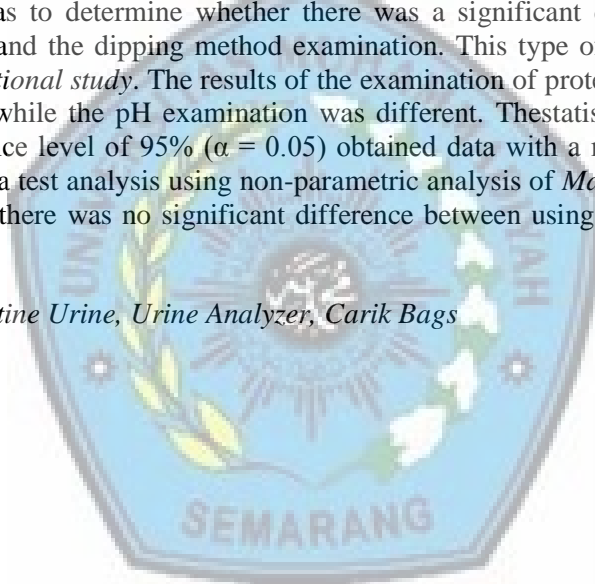 as to determine whether there was a significant
and the dipping method examination. This type o
tional study. The results of the examination of prote
while the pH examination was different. Thestatis
ce level of 95% (α = 0.05) obtained data with a
a test analysis using non-parametric analysis of Ma
there was no significant difference between using
tine Urine, Urine Analyzer, Carik Bags
SEMARANG